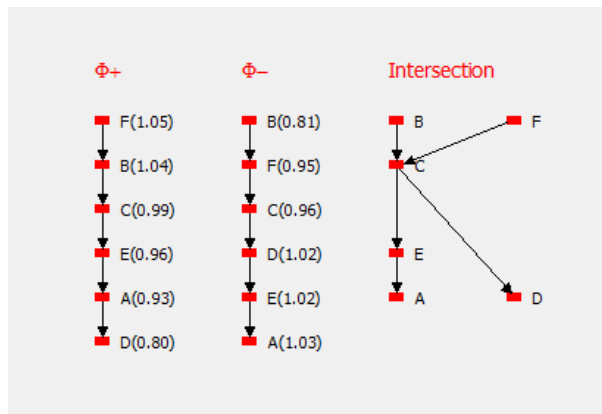 Φ+ Φ− Intersection
F(1.05) B(0.81) B F
B(1.04) F(0.95) C
C(0.99) C(0.96)
E(0.96) D(1.02) E
A(0.93) E(1.02) A D
D(0.80) A(1.03)